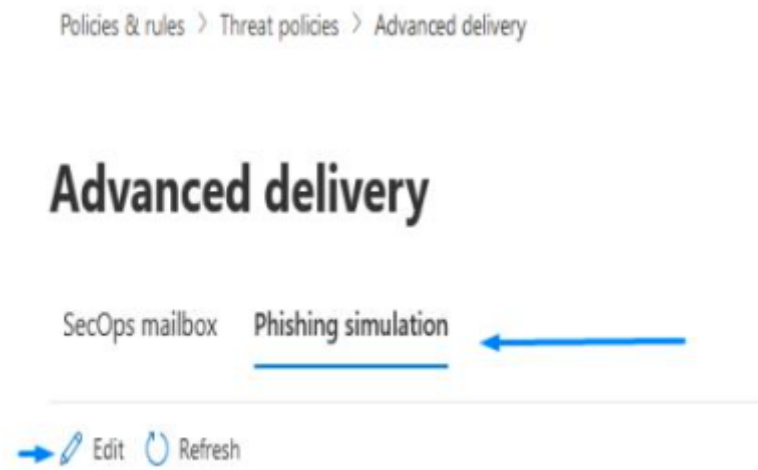 Policies & rules > Threat policies > Advanced delivery
Advanced delivery
SecOps mailbox Phishing simulation
Edit Refresh